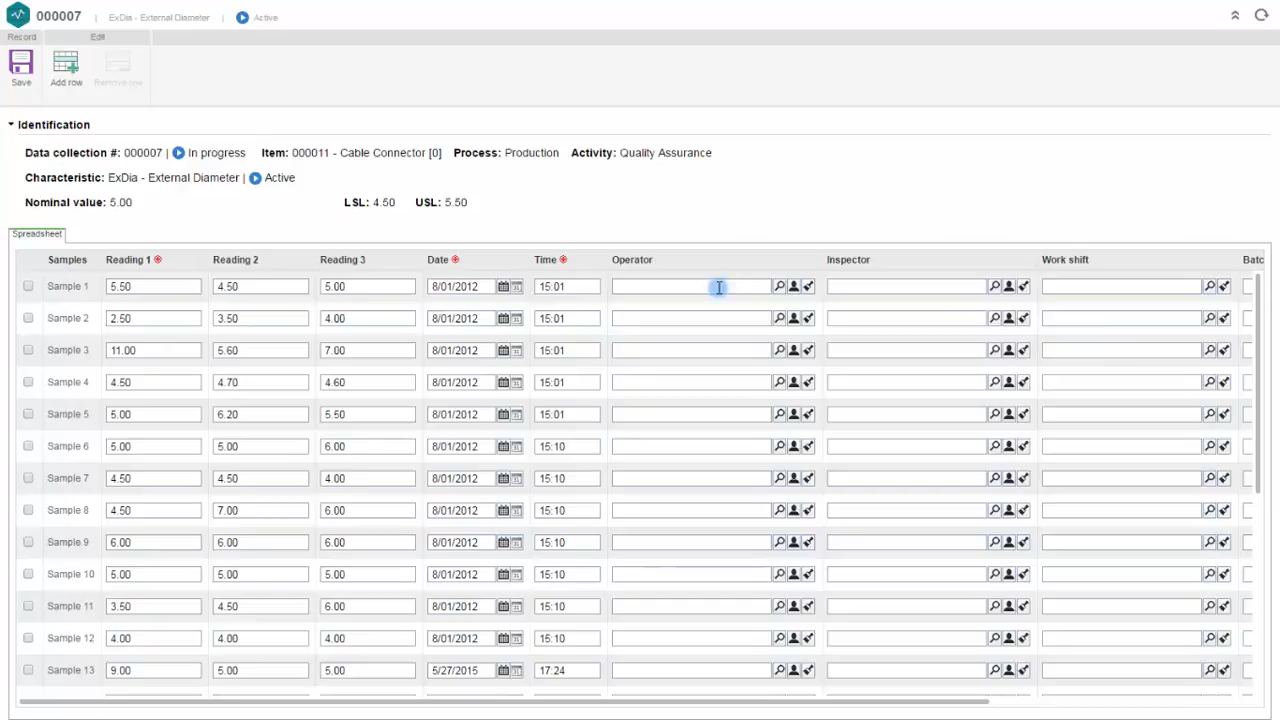 000007 | ExDia - External Diameter | Active
Record Edit
Save Add row Remove row
Identification
Data collection #: 000007 | In progress Item: 000011 - Cable Connector [0] Process: Production Activity: Quality Assurance
Characteristic: ExDia - External Diameter | Active
Nominal value: 5.00 LSL: 4.50 USL: 5.50
Spreadsheet
Samples Reading 1 Reading 2 Reading 3 Date Time Operator Inspector Work shift Batc
Sample 1 5.50 4.50 5.00 8/01/2012 15:01
Sample 2 2.50 3.50 4.00 8/01/2012 15:01
Sample 3 11.00 5.60 7.00 8/01/2012 15:01
Sample 4 4.50 4.70 4.60 8/01/2012 15:01
Sample 5 5.00 6.20 5.50 8/01/2012 15:01
Sample 6 5.00 5.00 6.00 8/01/2012 15:10
Sample 7 4.50 4.50 4.00 8/01/2012 15:10
Sample 8 4.50 7.00 6.00 8/01/2012 15:10
Sample 9 6.00 6.00 6.00 8/01/2012 15:10
Sample 10 5.00 5.00 5.00 8/01/2012 15:10
Sample 11 3.50 4.50 6.00 8/01/2012 15:10
Sample 12 4.00 4.00 4.00 8/01/2012 15:10
Sample 13 9.00 5.00 5.00 5/27/2015 17:24